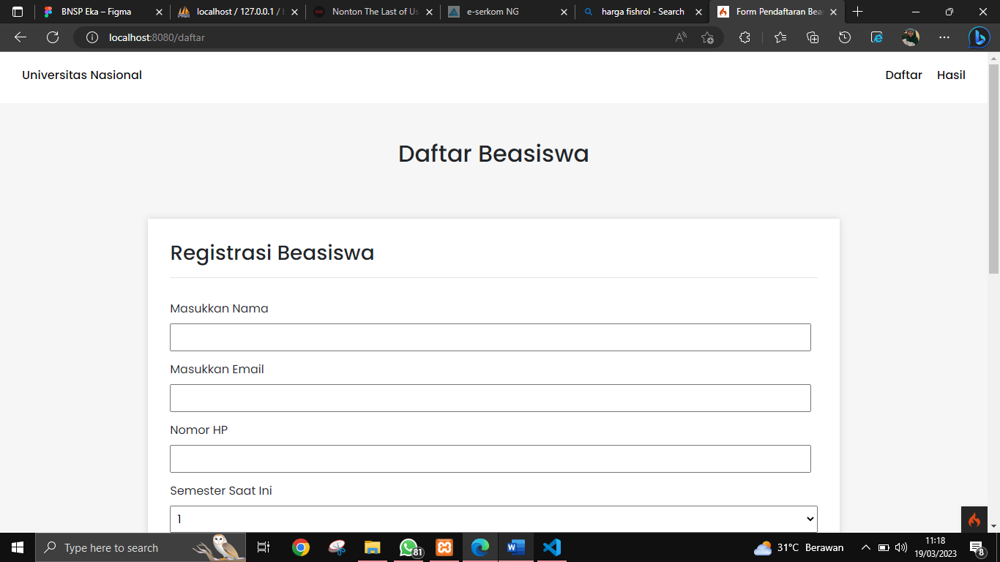 BNSP Eka – Figma
localhost / 127.0.0.1 /
Nonton The Last of Us
e-serkom NG
harga fishrol - Search
Form Pendaftaran Bea
localhost:8080/daftar
Universitas Nasional
Daftar
Hasil
Daftar Beasiswa
Registrasi Beasiswa
Masukkan Nama
Masukkan Email
Nomor HP
Semester Saat Ini
1
Type here to search
81
31°C Berawan
11:18
19/03/2023
8